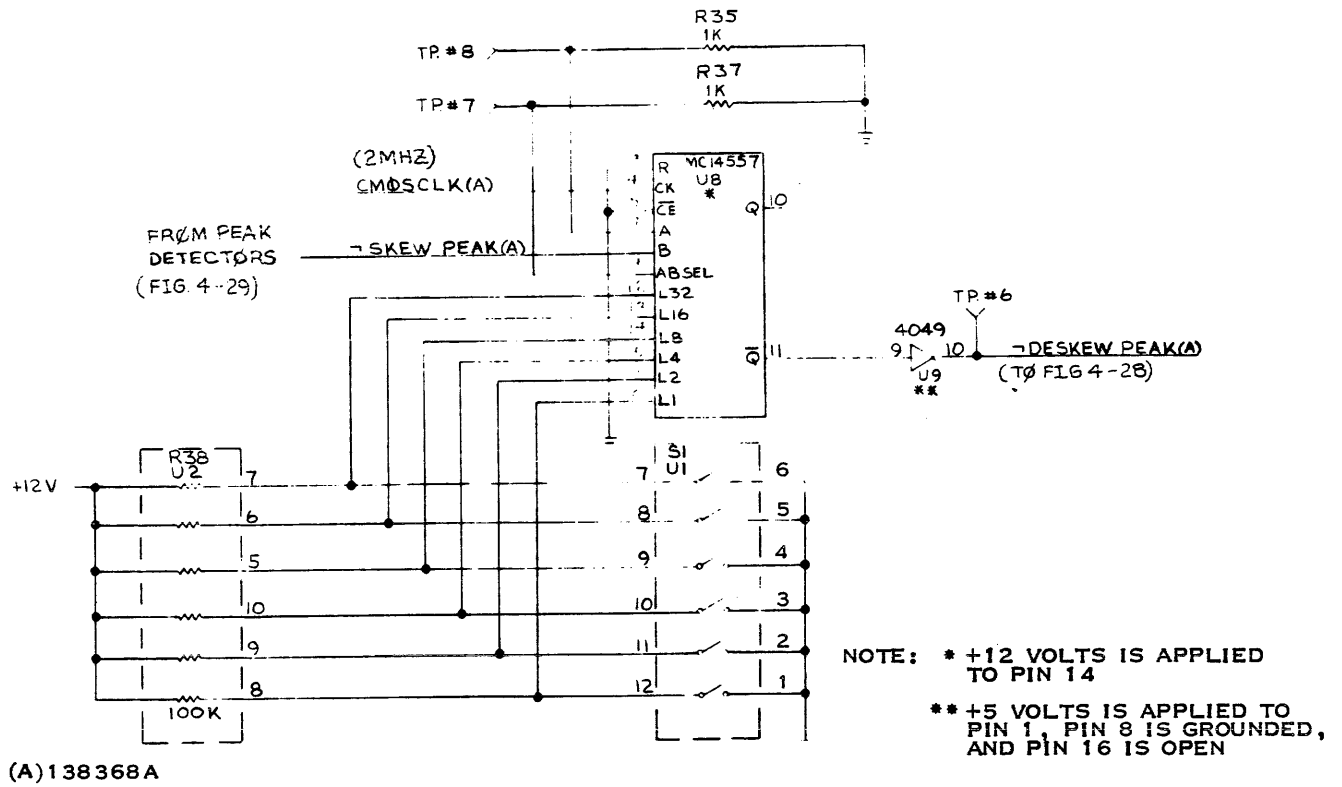 R35
1K
TP.#8
R37
1K
TP.#7
(2MHZ)
CMØSCLK(A)
MC14557
U8
*
R
CK
CE
A
B
ABSEL
L32
L16
L8
L4
L2
L1
Q 10
Q 11
FRØM PEAK
DETECTØRS
(FIG. 4-29)
¬ SKEW PEAK(A)
TP.#6
4049
9 10
U9
**
¬DESKEW PEAK(A)
(TØ FIG 4-28)
+12V
R38
U2
7
6
5
10
9
8
100K
S1
U1
7 6
8 5
9 4
10 3
11 2
12 1
NOTE: * +12 VOLTS IS APPLIED
TO PIN 14
** +5 VOLTS IS APPLIED TO
PIN 1, PIN 8 IS GROUNDED,
AND PIN 16 IS OPEN
(A)138368A